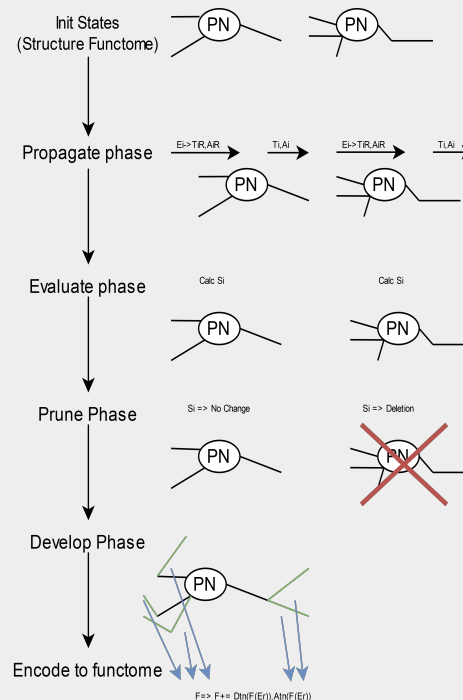 Init States
(Structure Functome)
PN
PN
Propagate phase
Ei->TiR,AiR
Ti,Ai
Ei->TiR,AiR
Ti,Ai
PN
PN
Evaluate phase
Calc Si
Calc Si
PN
PN
Prune Phase
Si => No Change
Si => Deletion
PN
PN
Develop Phase
PN
Encode to functome
F=> F+= Dtn(F(Er)),Atn(F(Er))